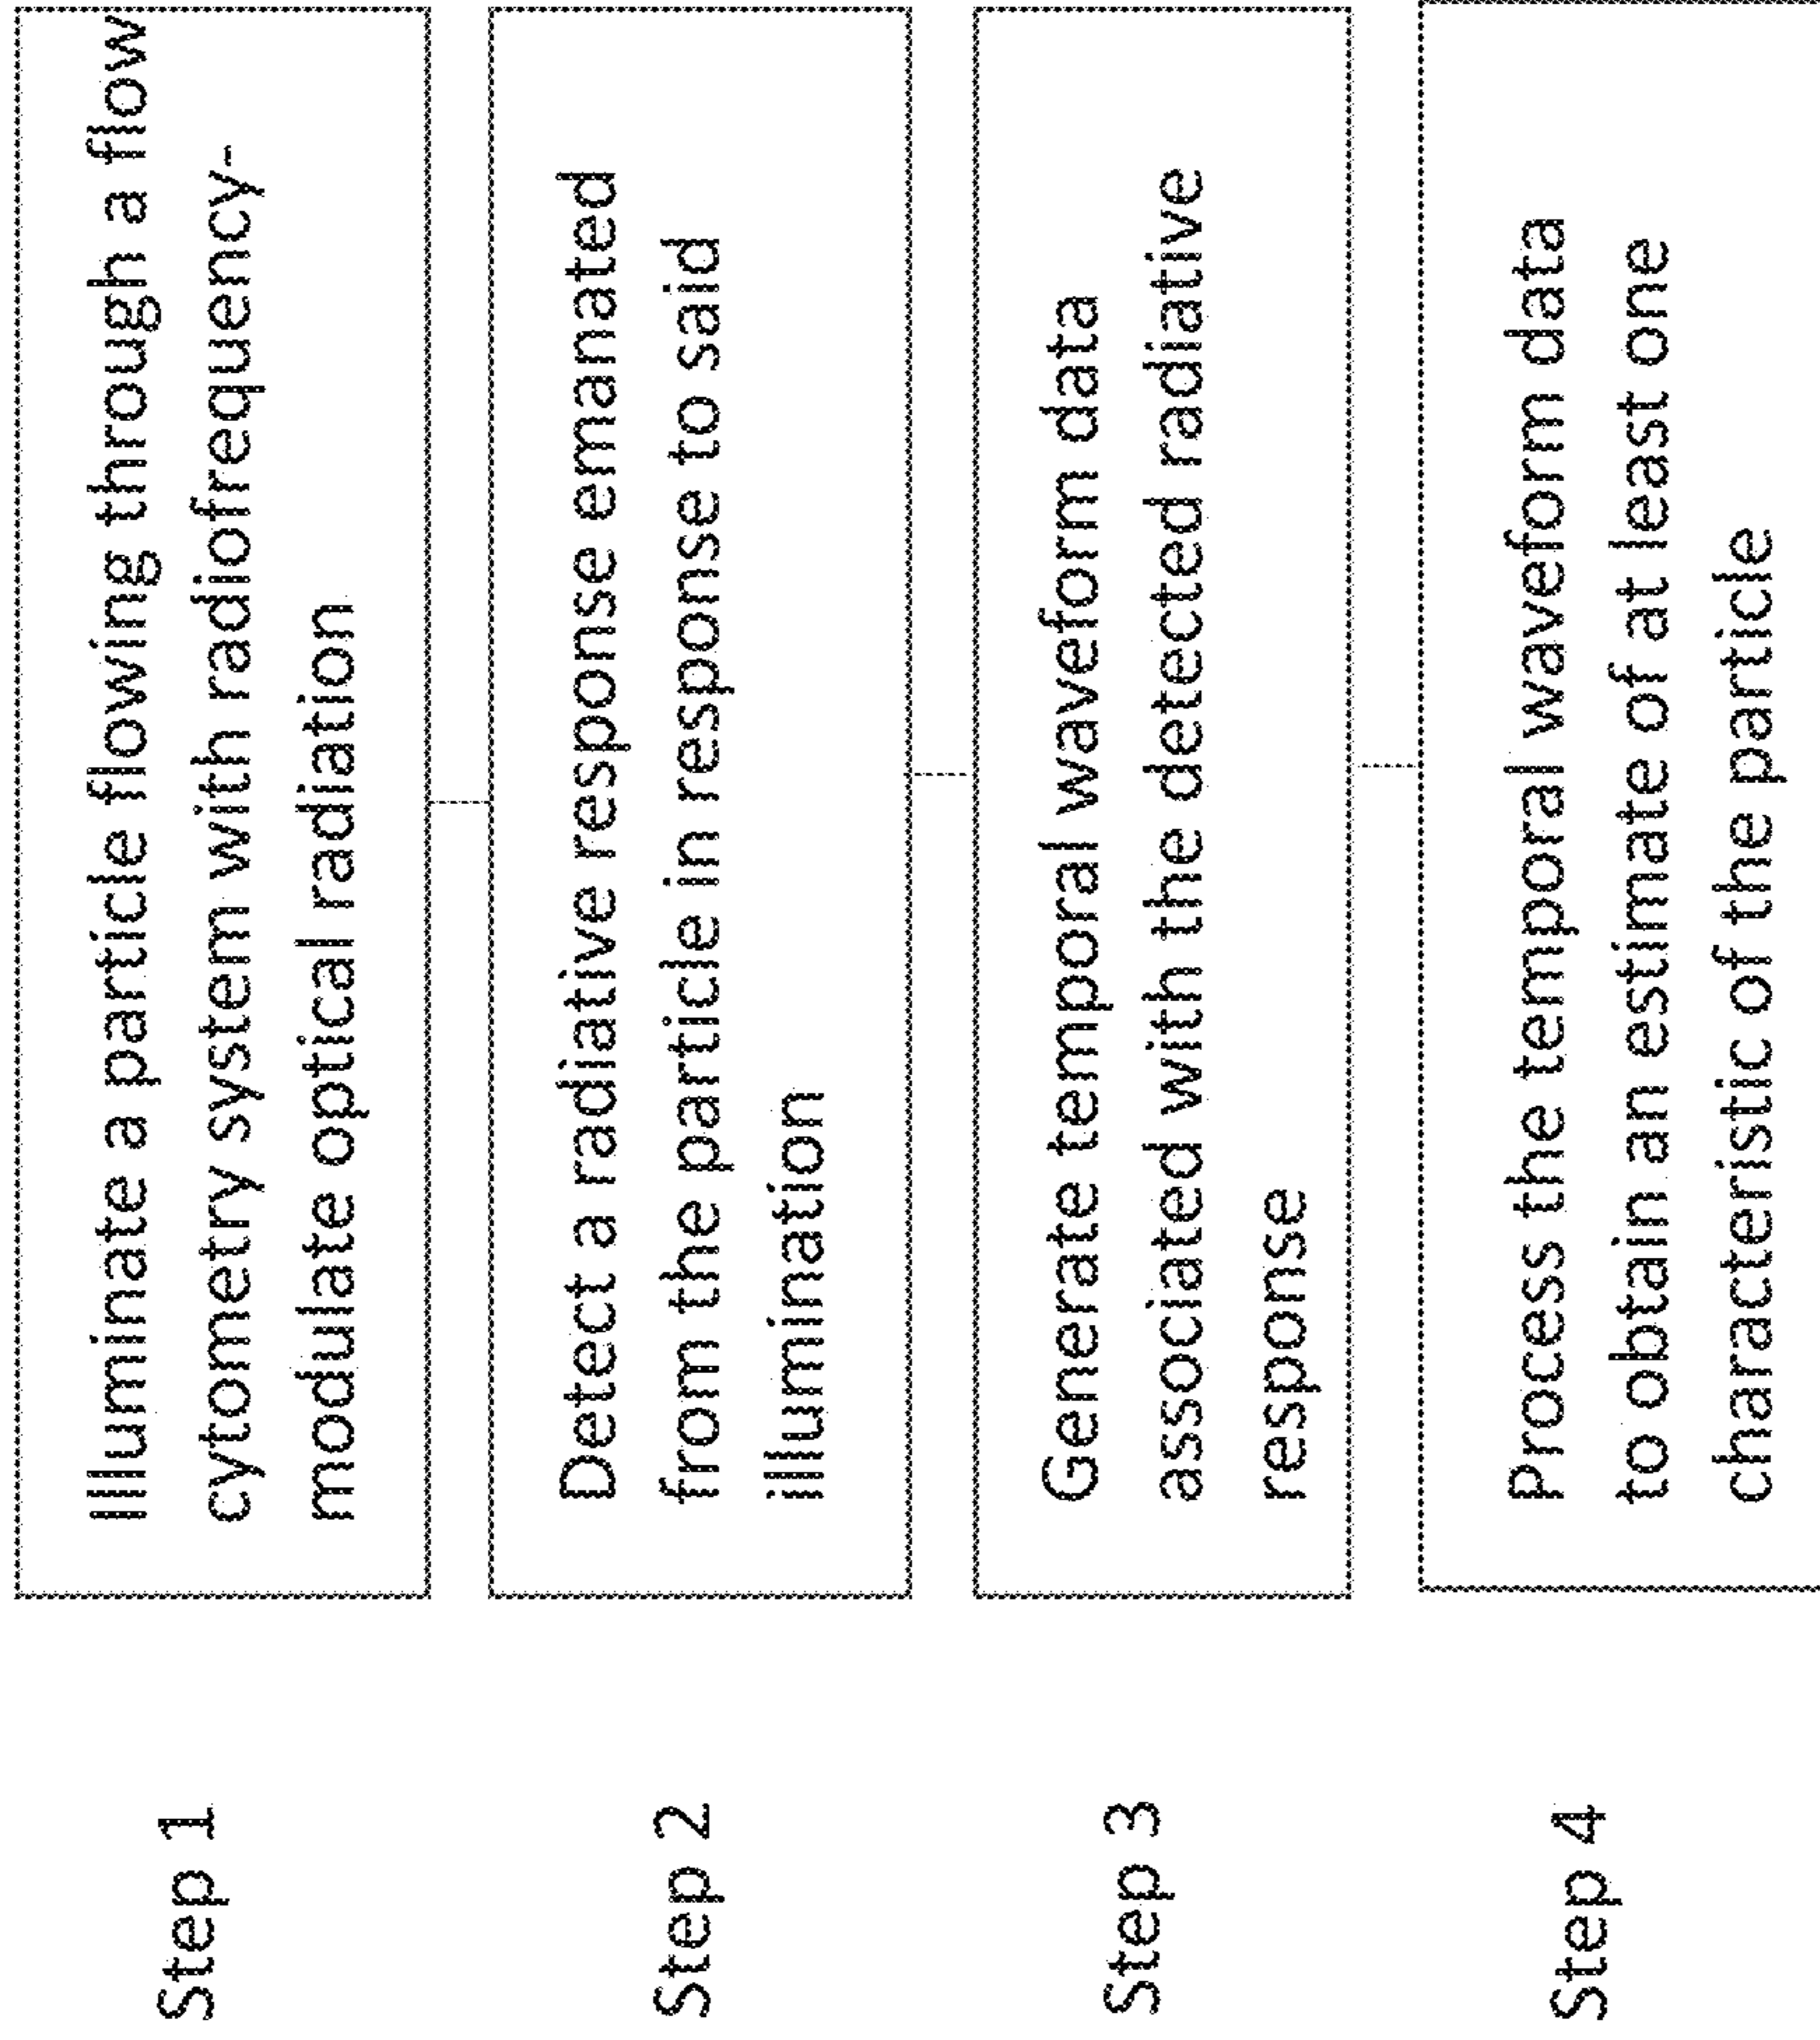 Step 1
Illuminate a particle flowing through a flow
cytometry system with radiofrequency-
modulate optical radiation
Step 2
Detect a radiative response emanated
from the particle in response to said
illumination
Step 3
Generate temporal waveform data
associated with the detected radiative
response
Step 4
Process the temporal waveform data
to obtain an estimate of at least one
characteristic of the particle